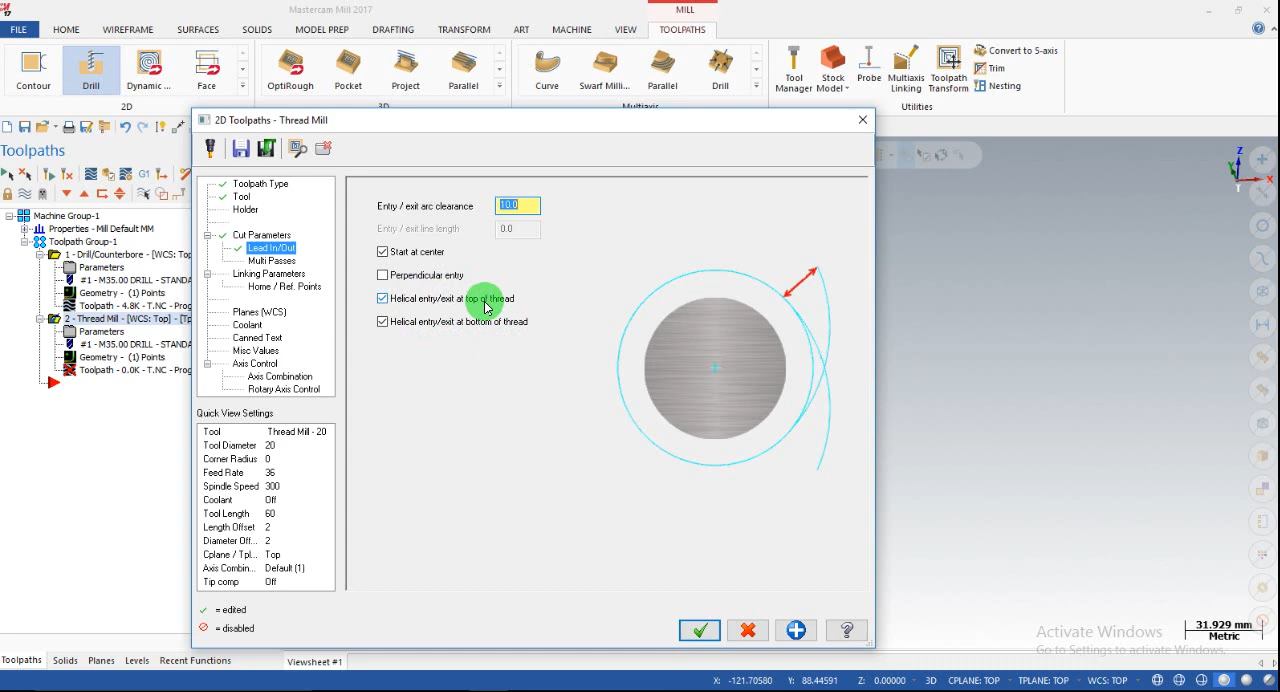 17
Mastercam Mill 2017
MILL
FILE HOME WIREFRAME SURFACES SOLIDS MODEL PREP DRAFTING TRANSFORM ART MACHINE VIEW TOOLPATHS
Convert to 5-axis
Trim
Nesting
Contour Drill Dynamic ... Face OptiRough Pocket Project Parallel Curve Swarf Milli... Parallel Drill Tool Manager Stock Model Probe Multiaxis Linking Toolpath Transform
2D 3D Multiaxis Utilities
2D Toolpaths - Thread Mill
Toolpaths
G1
Machine Group-1
Properties - Mill Default MM
Toolpath Group-1
1 - Drill/Counterbore - [WCS: Top]
Parameters
#1 - M35.00 DRILL - STANDA
Geometry - (1) Points
Toolpath - 4.8K - T.NC - Prog
2 - Thread Mill - [WCS: Top] - [Tp
Parameters
#1 - M35.00 DRILL - STANDA
Geometry - (1) Points
Toolpath - 0.0K - T.NC - Prog
Toolpath Type
Tool
Holder
Cut Parameters
Lead In/Out
Multi Passes
Linking Parameters
Home / Ref. Points
Planes (WCS)
Coolant
Canned Text
Misc Values
Axis Control
Axis Combination
Rotary Axis Control
Quick View Settings
Tool Thread Mill - 20
Tool Diameter 20
Corner Radius 0
Feed Rate 36
Spindle Speed 300
Coolant Off
Tool Length 60
Length Offset 2
Diameter Off... 2
Cplane / Tpl... Top
Axis Combin... Default (1)
Tip comp Off
= edited
= disabled
Entry / exit arc clearance 10.0
Entry / exit line length 0.0
Start at center
Perpendicular entry
Helical entry/exit at top of thread
Helical entry/exit at bottom of thread
Z
Y
X
T
31.929 mm
Metric
Activate Windows
Go to Settings to activate Windows.
Toolpaths Solids Planes Levels Recent Functions Viewsheet #1
X: -121.70580 Y: 88.44591 Z: 0.00000 3D CPLANE: TOP TPLANE: TOP WCS: TOP